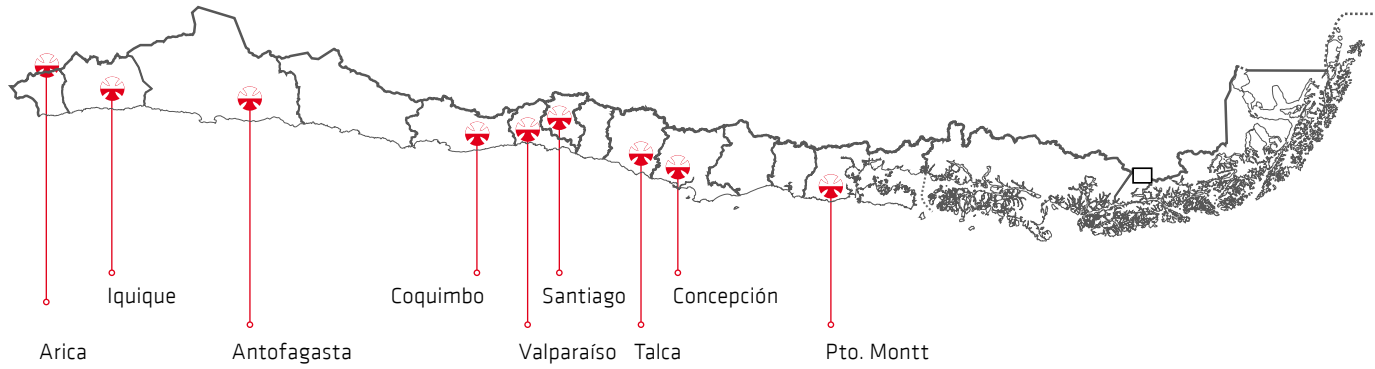 Iquique
Coquimbo
Santiago
Concepción
Arica
Antofagasta
Valparaíso
Talca
Pto. Montt